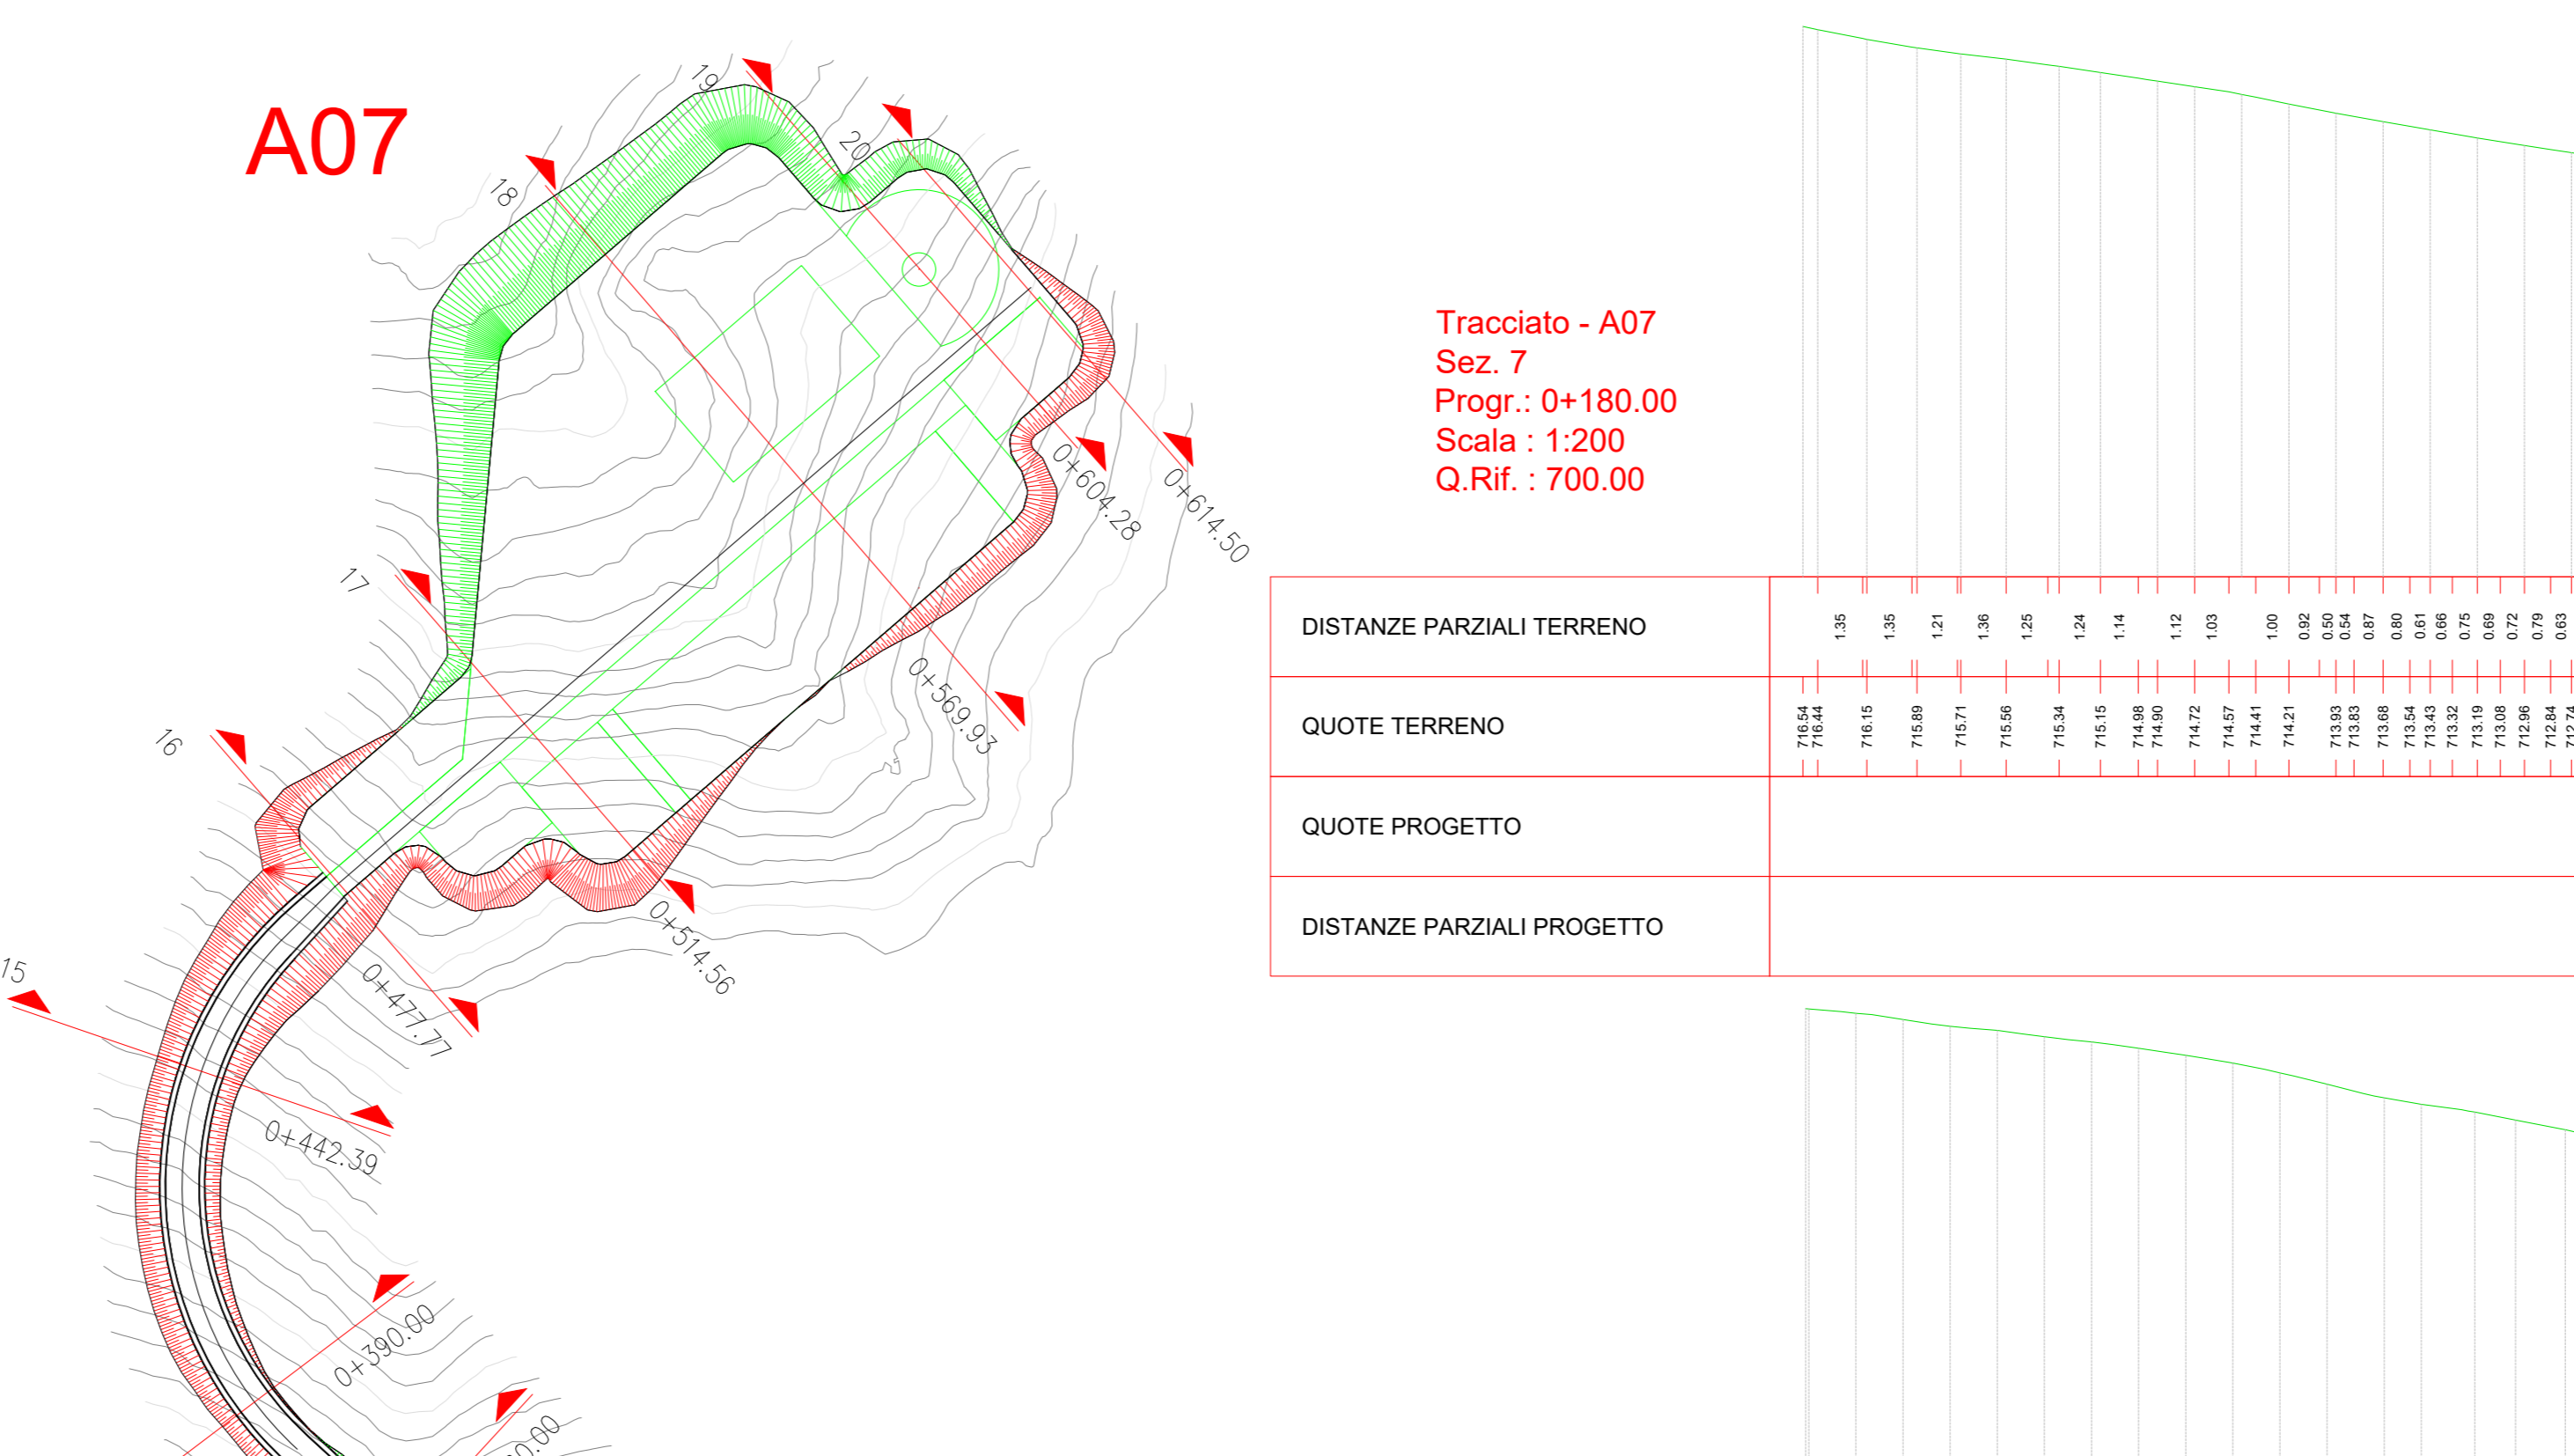 A07
19
20
18
17
16
15
0+604.28
0+614.50
0+569.93
0+514.56
0+477.77
0+442.39
0+390.00
Tracciato - A07
Sez. 7
Progr.: 0+180.00
Scala : 1:200
Q.Rif. : 700.00
DISTANZE PARZIALI TERRENO
1.35 1.35 1.21 1.36 1.25 1.24 1.14 1.12 1.03 1.00 0.92 0.50 0.54 0.87 0.80 0.61 0.66 0.75 0.69 0.72 0.79 0.63
QUOTE TERRENO
716.54 716.44 716.15 715.89 715.71 715.56 715.34 715.15 714.98 714.90 714.72 714.57 714.41 714.21 713.93 713.83 713.68 713.54 713.43 713.32 713.19 713.08 712.96 712.84 712.74
QUOTE PROGETTO
DISTANZE PARZIALI PROGETTO